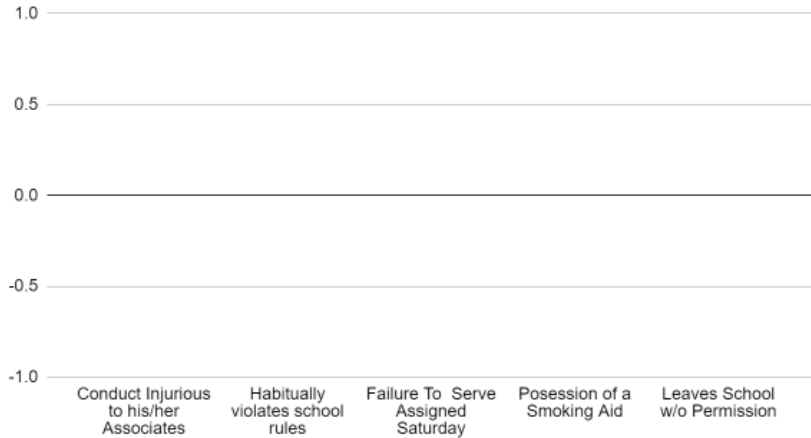 1.0
0.5
0.0
-0.5
-1.0
Conduct Injurious
to his/her
Associates
Habitually
violates school
rules
Failure To  Serve
Assigned
Saturday
Posession of a
Smoking Aid
Leaves School
w/o Permission